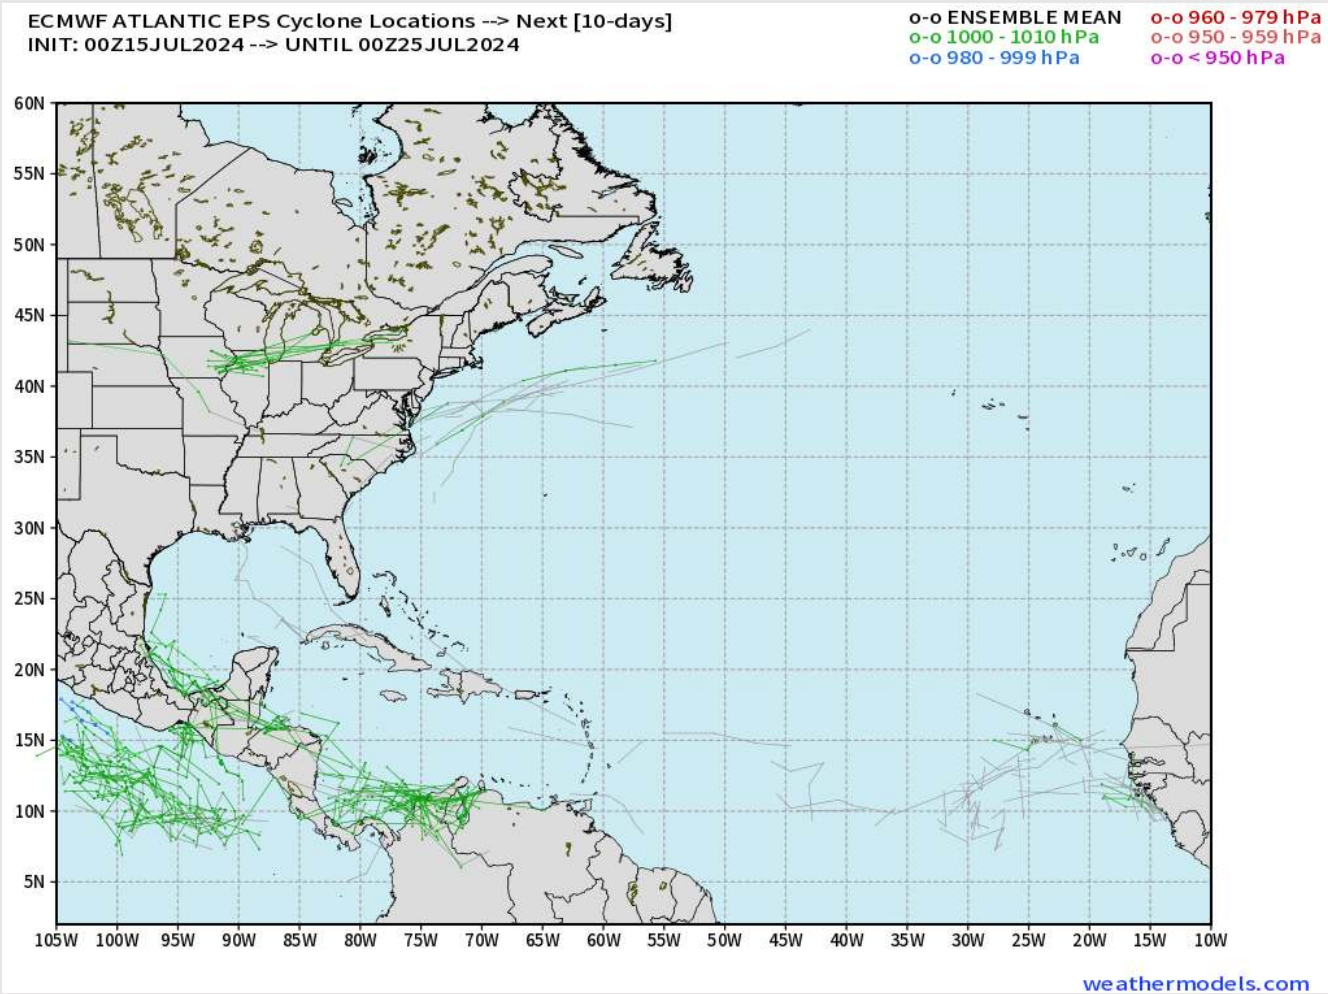 ECMWF ATLANTIC EPS Cyclone Locations --> Next [10-days]
INIT: 00Z15JUL2024 --> UNTIL 00Z25JUL2024
o-o ENSEMBLE MEAN
o-o 1000 - 1010 hPa
o-o 980 - 999 hPa
o-o 960 - 979 hPa
o-o 950 - 959 hPa
o-o < 950 hPa
60N
55N
50N
45N
40N
35N
30N
25N
20N
15N
10N
5N
105W 100W 95W 90W 85W 80W 75W 70W 65W 60W 55W 50W 45W 40W 35W 30W 25W 20W 15W 10W
weathermodels.com